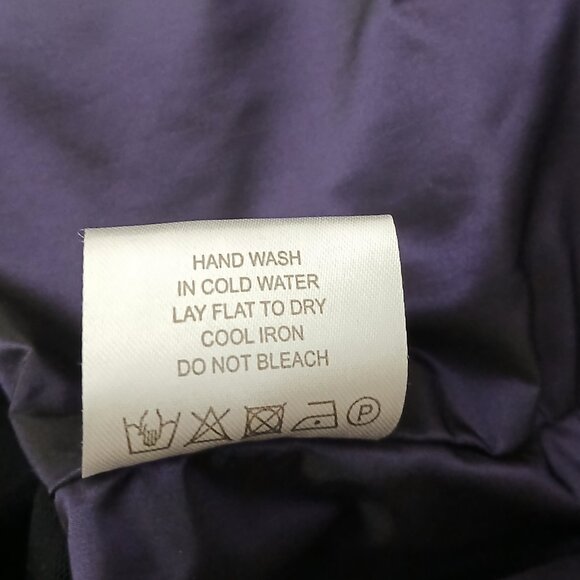 HAND WASH
IN COLD WATER
LAY FLAT TO DRY
COOL IRON
DO NOT BLEACH
P